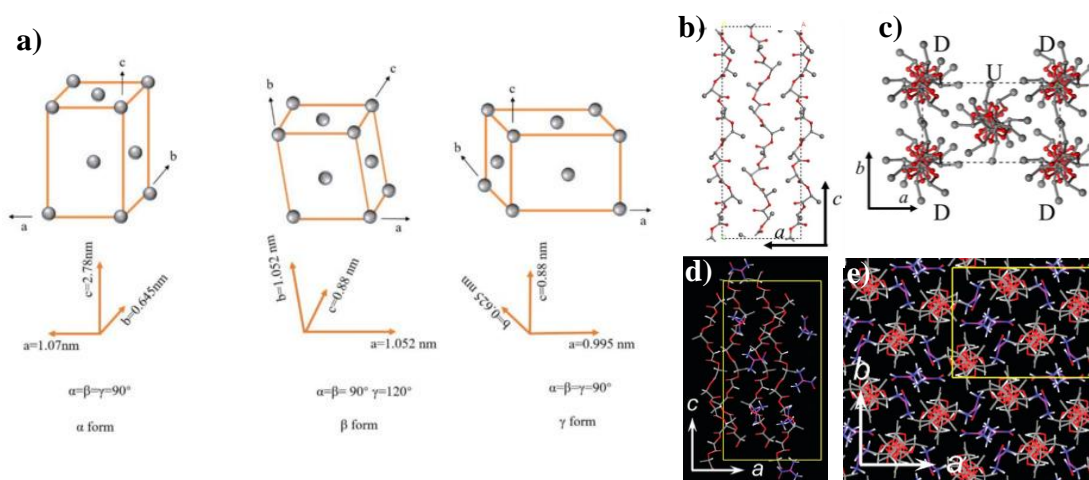 a)
c
b
a
c=2.78nm
b=0.645nm
a=1.07nm
α=β=γ=90°
α form
b
c
a
b=1.052 nm
c=0.88 nm
a=1.052 nm
α=β= 90° γ=120°
β form
c
b
a
c=0.88 nm
b=0.625 nm
a=0.995 nm
α=β=γ=90°
γ form
b)
a
c
c)
D D
U
b
a
D D
d)
c
a
e)
b
a